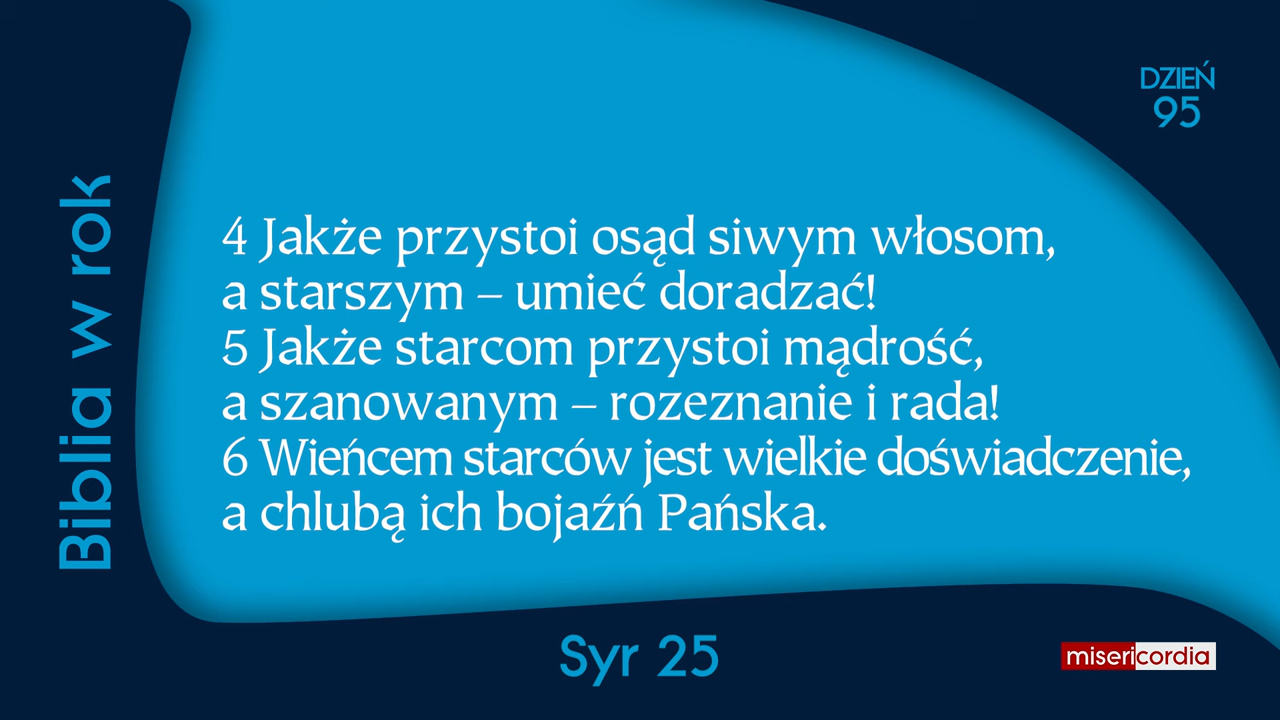 DZIEŃ
95
Biblia w rok
4 Jakże przystoi osąd siwym włosom,
a starszym – umieć doradzać!
5 Jakże starcom przystoi mądrość,
a szanowanym – rozeznanie i rada!
6 Wieńcem starców jest wielkie doświadczenie,
a chlubą ich bojaźń Pańska.
Syr 25
misericordia